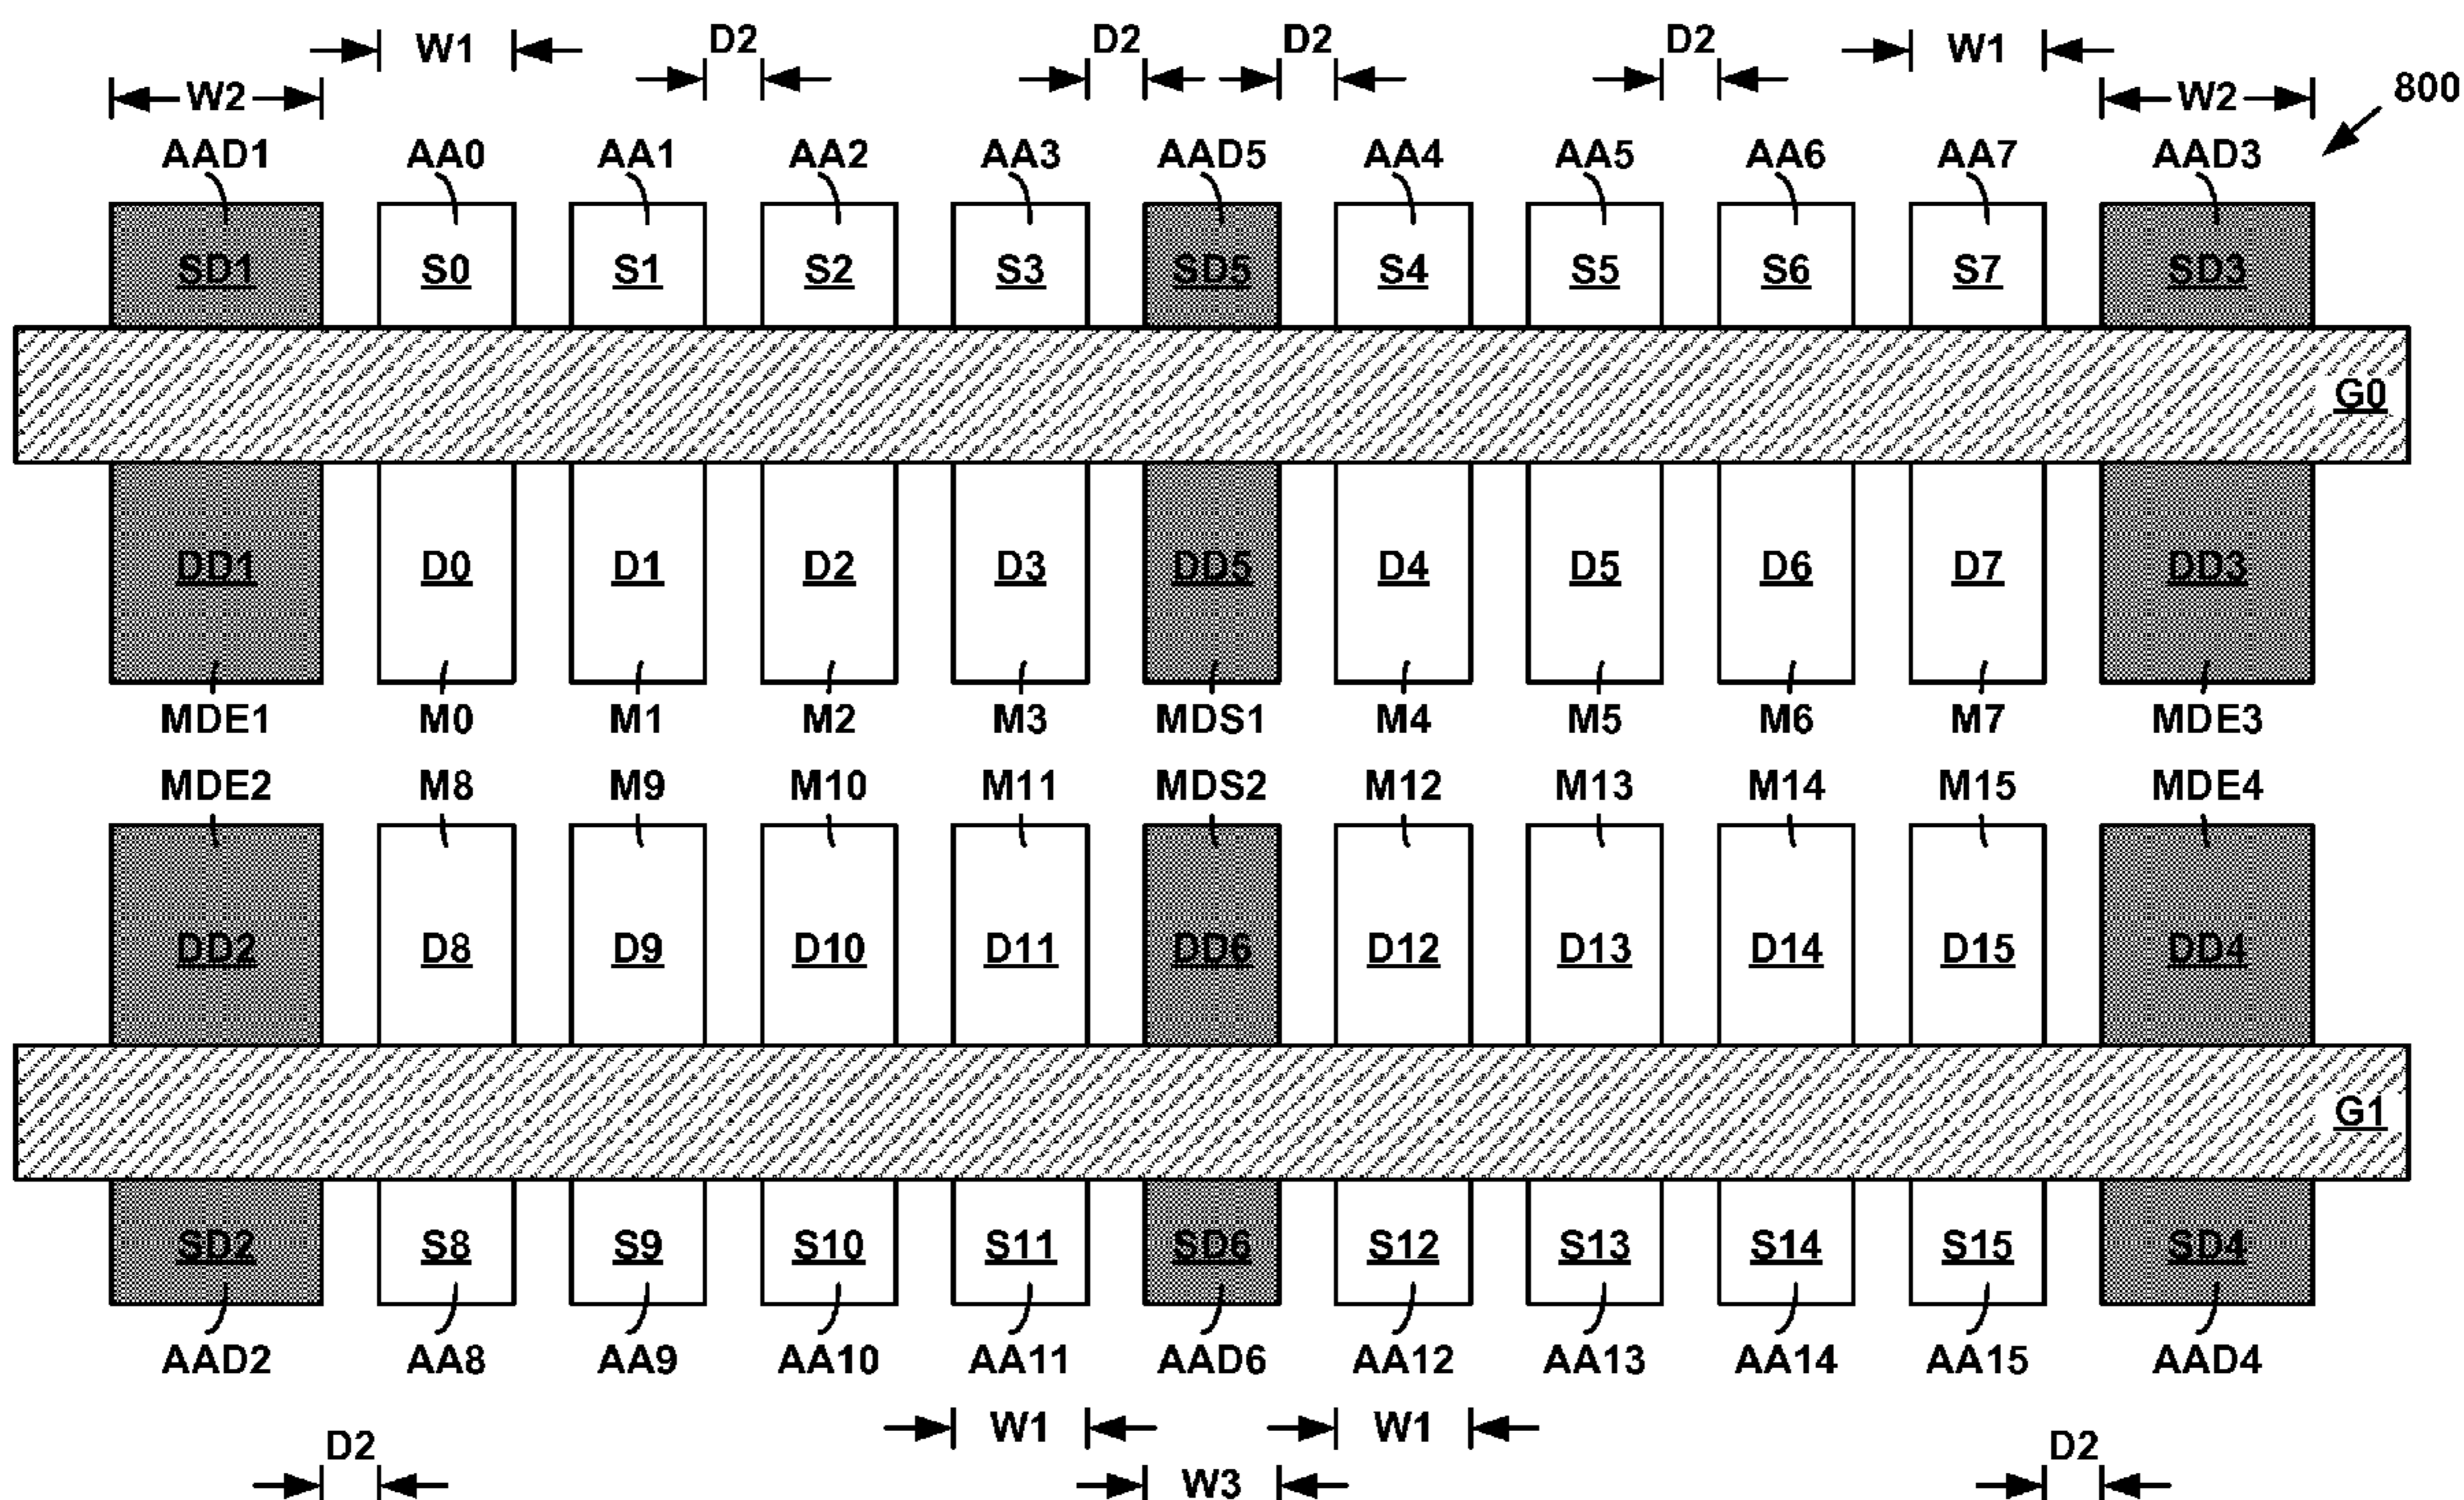 D2 D2 D2 D2
W1 W1
W2 W2 800
AAD1 AA0 AA1 AA2 AA3 AAD5 AA4 AA5 AA6 AA7 AAD3
SD1 S0 S1 S2 S3 SD5 S4 S5 S6 S7 SD3
G0
DD1 D0 D1 D2 D3 DD5 D4 D5 D6 D7 DD3
MDE1 M0 M1 M2 M3 MDS1 M4 M5 M6 M7 MDE3
MDE2 M8 M9 M10 M11 MDS2 M12 M13 M14 M15 MDE4
DD2 D8 D9 D10 D11 DD6 D12 D13 D14 D15 DD4
G1
SD2 S8 S9 S10 S11 SD6 S12 S13 S14 S15 SD4
AAD2 AA8 AA9 AA10 AA11 AAD6 AA12 AA13 AA14 AA15 AAD4
W1 W1
D2 D2
W3